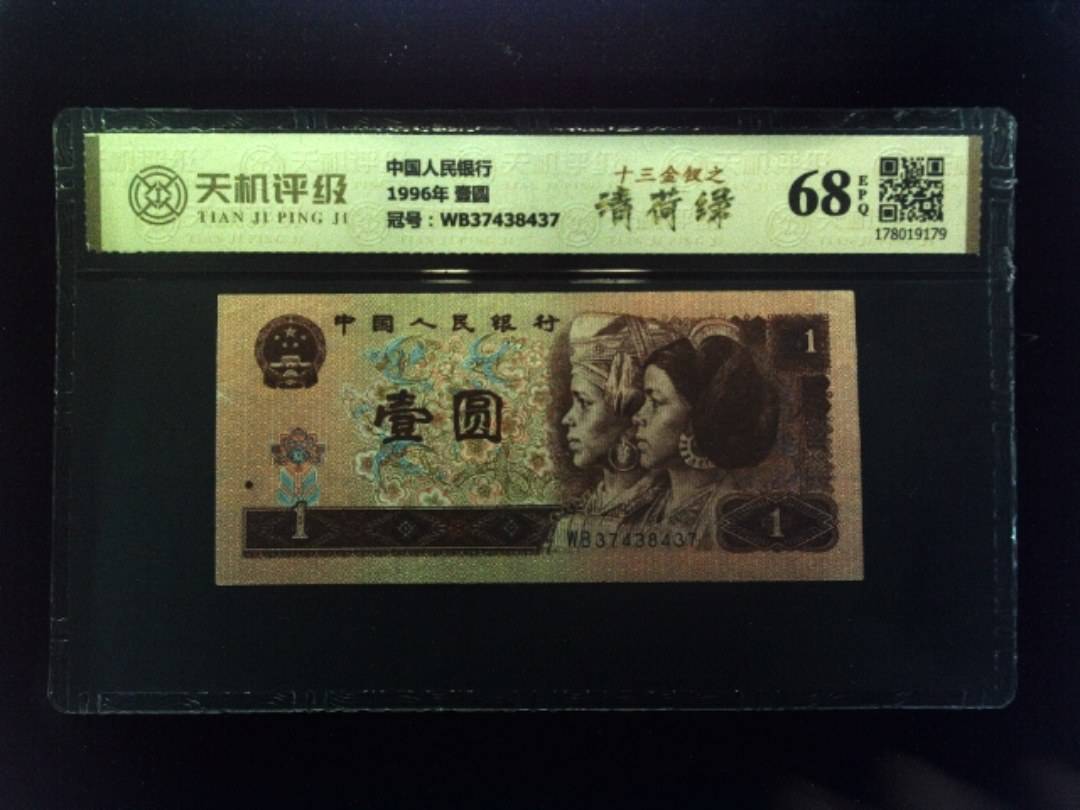 天机评级
TIAN JI PING JI
中国人民银行
1996年 壹圆
冠号：WB37438437
十三金钗之
清荷绿
68
EPQ
178019179
中国人民银行
1
壹圆
1
WB37438437
1